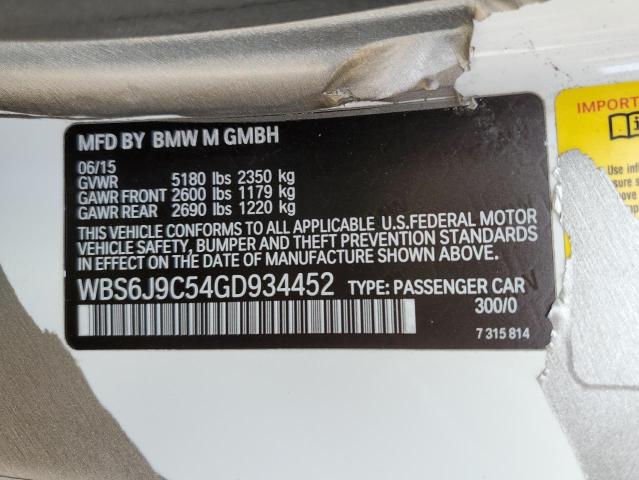 MFD BY BMW M GMBH
06/15
GVWR 5180 lbs 2350 kg
GAWR FRONT 2600 lbs 1179 kg
GAWR REAR 2690 lbs 1220 kg
THIS VEHICLE CONFORMS TO ALL APPLICABLE U.S.FEDERAL MOTOR
VEHICLE SAFETY, BUMPER AND THEFT PREVENTION STANDARDS
IN EFFECT ON THE DATE OF MANUFACTURE SHOWN ABOVE.
WBS6J9C54GD934452 TYPE: PASSENGER CAR
300/0
7 315 814
IMPORT
Use inf
ensure s